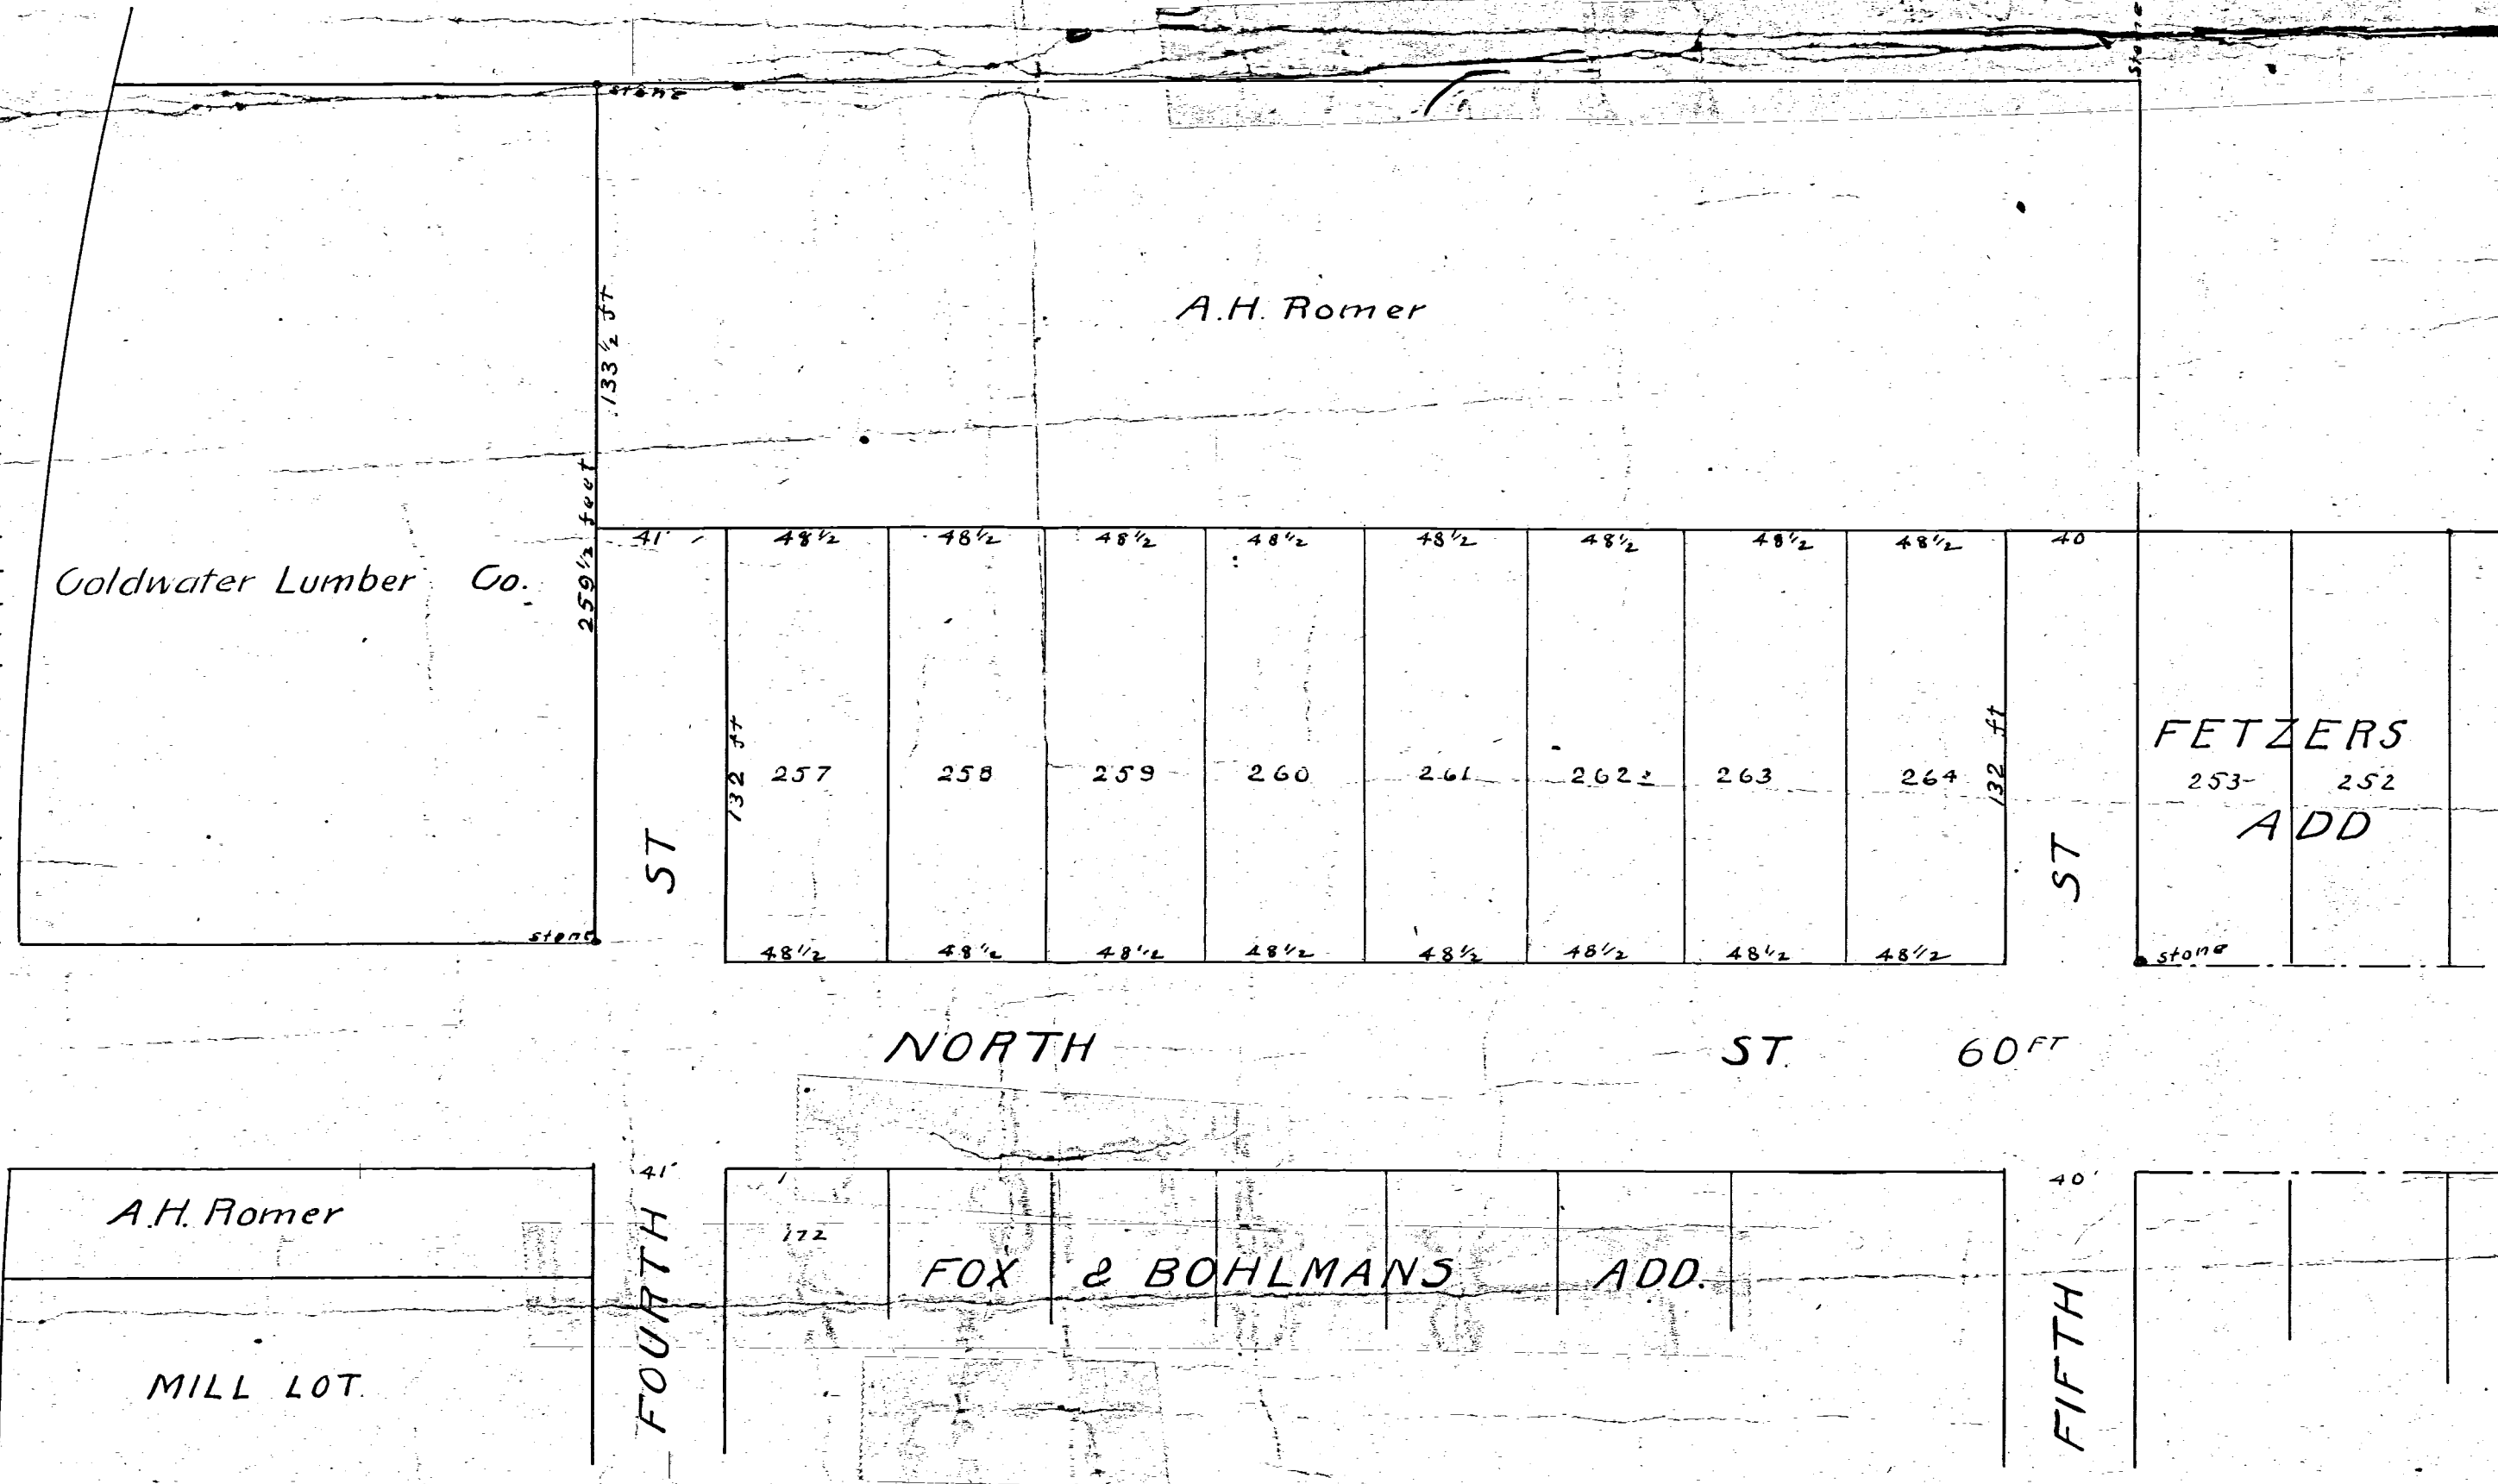 stone
stone
133½ ft
A.H. Romer
259½ feet
41'
48½ 48½ 48½ 48½ 48½ 48½ 48½ 48½
40
Coldwater Lumber Co.
132 ft
132 ft
FETZERS
257 258 259 260 261 262 263 264
253 252
ADD
ST
ST
stone
48½ 48½ 48½ 48½ 48½ 48½ 48½ 48½
stone
NORTH ST. 60 FT
41'
40'
A.H. Romer
172
FOX & BOHLMANS ADD.
FOURTH
FIFTH
MILL LOT.